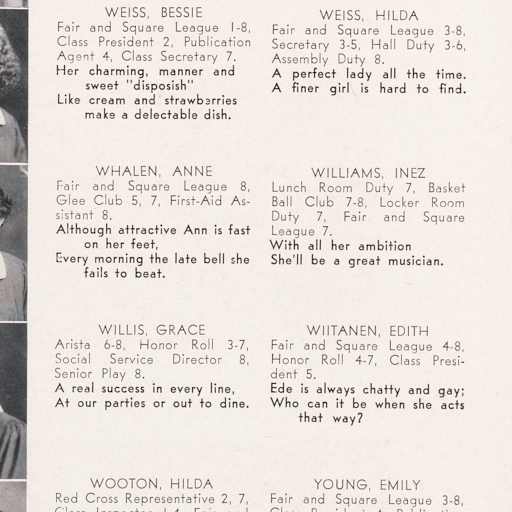 WEISS, BESSIE
Fair and Square League 1-8,
Class President 2, Publication
Agent 4, Class Secretary 7.
Her charming, manner and
sweet "disposish"
Like cream and strawberries
make a delectable dish.
WEISS, HILDA
Fair and Square League 3-8,
Secretary 3-5, Hall Duty 3-6,
Assembly Duty 8.
A perfect lady all the time.
A finer girl is hard to find.
WHALEN, ANNE
Fair and Square League 8,
Glee Club 5, 7, First-Aid As-
sistant 8.
Although attractive Ann is fast
on her feet,
Every morning the late bell she
fails to beat.
WILLIAMS, INEZ
Lunch Room Duty 7, Basket
Ball Club 7-8, Locker Room
Duty 7, Fair and Square
League 7.
With all her ambition
She'll be a great musician.
WILLIS, GRACE
Arista 6-8, Honor Roll 3-7,
Social Service Director 8,
Senior Play 8.
A real success in every line,
At our parties or out to dine.
WIITANEN, EDITH
Fair and Square League 4-8,
Honor Roll 4-7, Class Presi-
dent 5.
Ede is always chatty and gay;
Who can it be when she acts
that way?
WOOTON, HILDA
Red Cross Representative 2, 7,
YOUNG, EMILY
Fair and Square League 3-8,